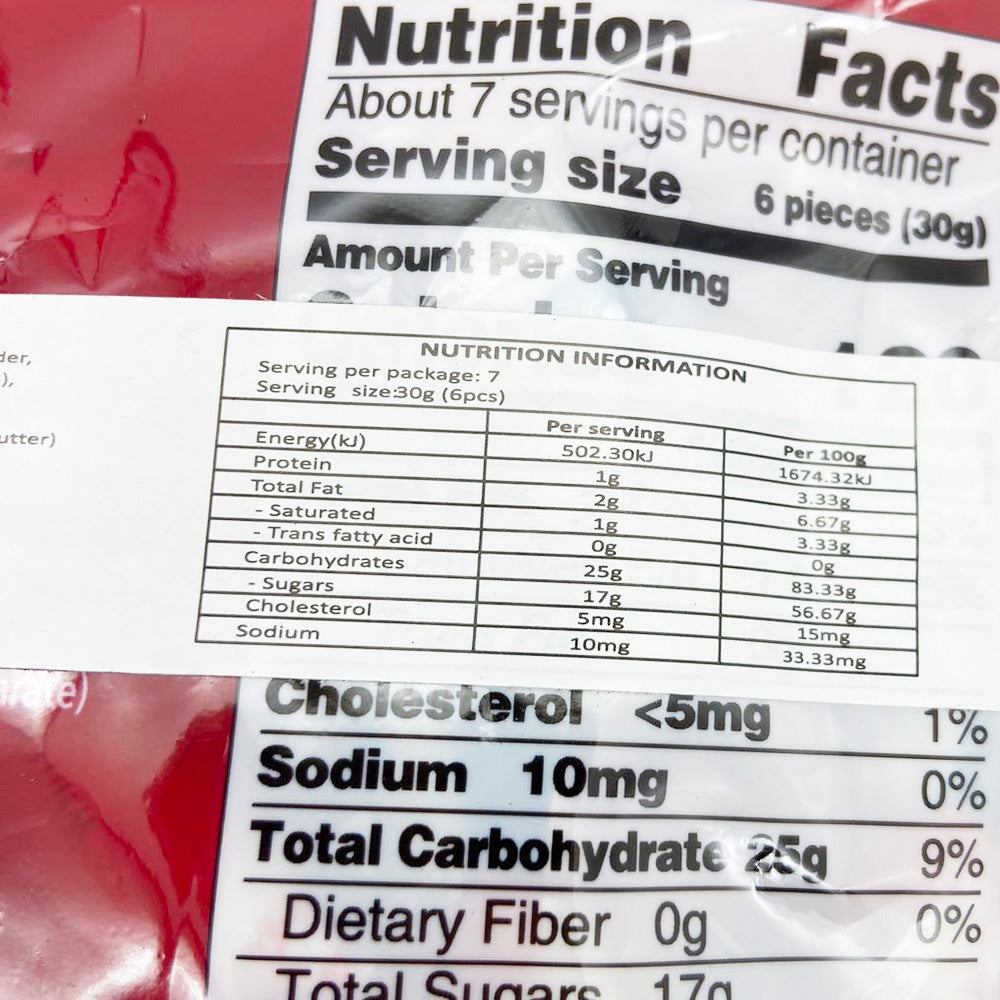 Nutrition Facts
About 7 servings per container
Serving size 6 pieces (30g)
Amount Per Serving
der,
),
utter)
NUTRITION INFORMATION
Serving per package: 7
Serving size:30g (6pcs)
Per serving Per 100g
Energy(kJ) 502.30kJ 1674.32kJ
Protein 1g 3.33g
Total Fat 2g 6.67g
- Saturated 1g 3.33g
- Trans fatty acid 0g 0g
Carbohydrates 25g 83.33g
- Sugars 17g 56.67g
Cholesterol 5mg 15mg
Sodium 10mg 33.33mg
rate)
Cholesterol <5mg 1%
Sodium 10mg 0%
Total Carbohydrate 25g 9%
Dietary Fiber 0g 0%
Total Sugars 17g